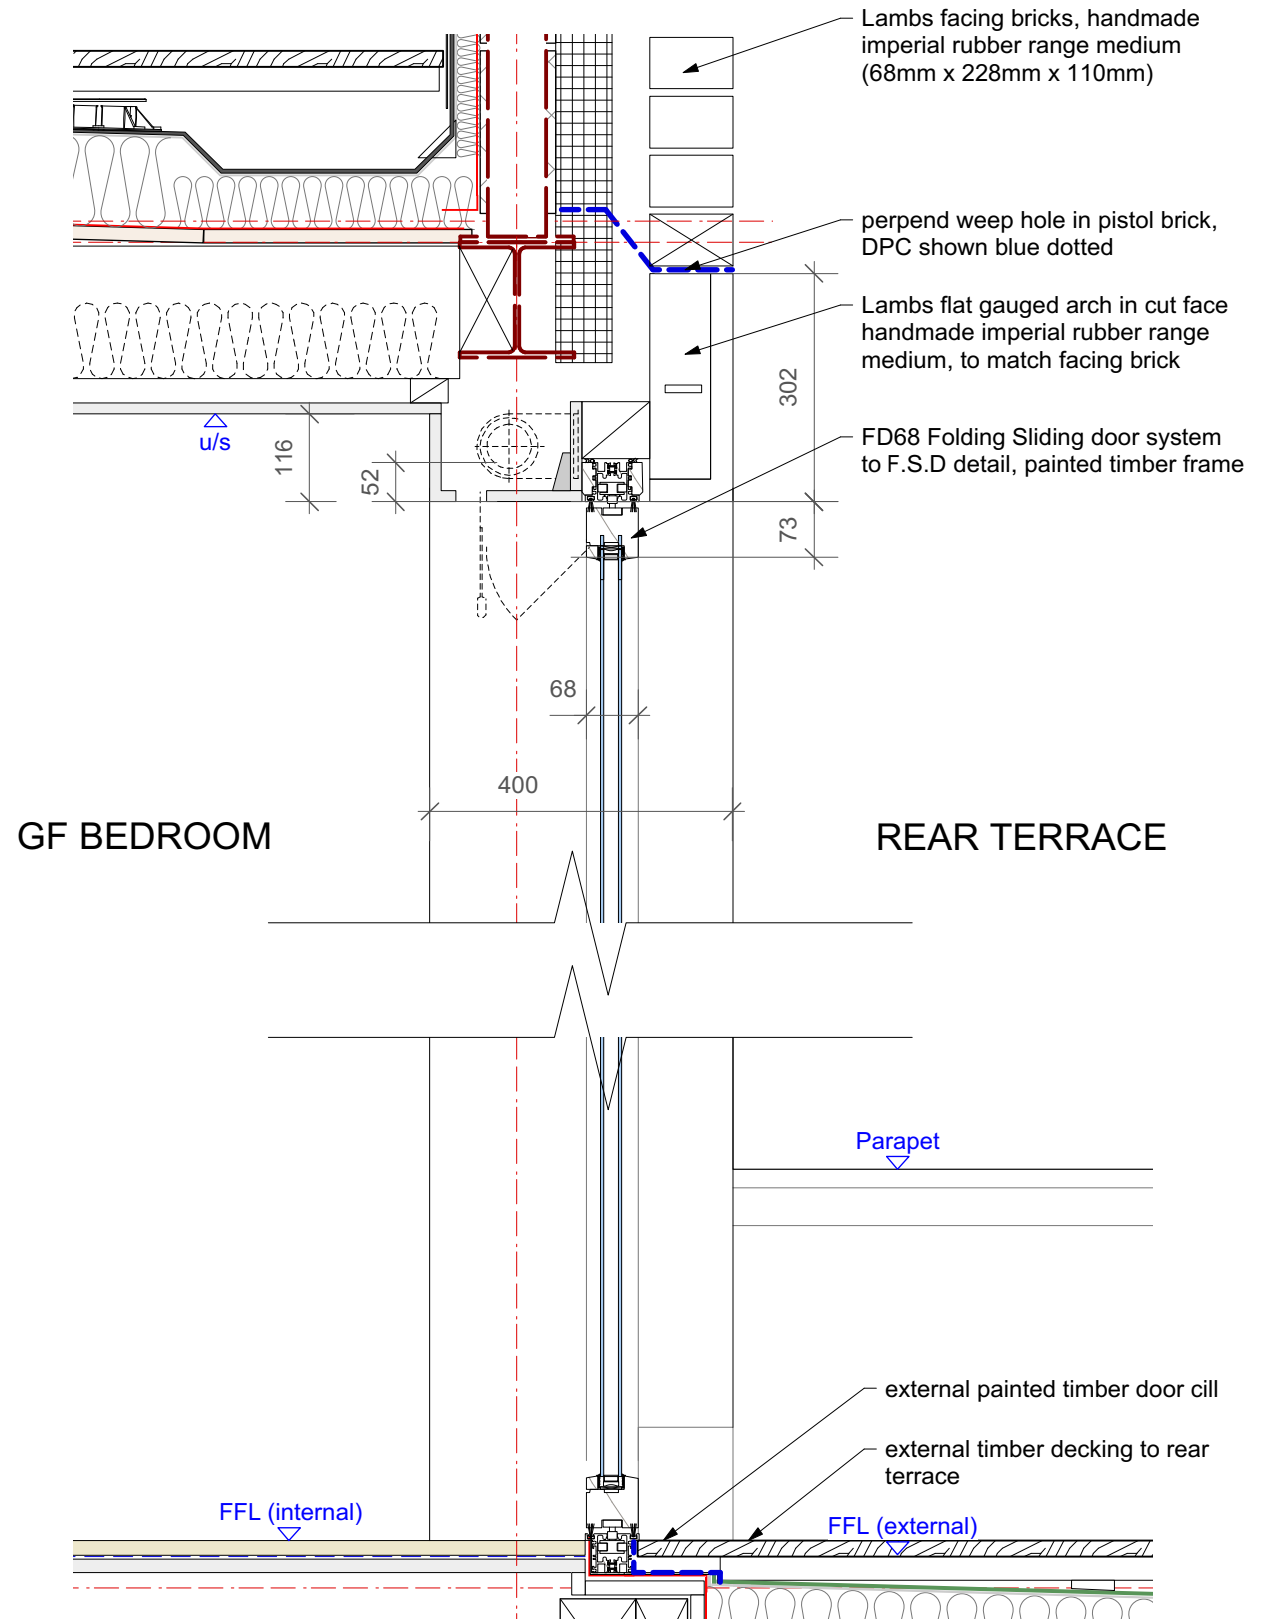 Lambs facing bricks, handmade
imperial rubber range medium
(68mm x 228mm x 110mm)
perpend weep hole in pistol brick,
DPC shown blue dotted
Lambs flat gauged arch in cut face
handmade imperial rubber range
medium, to match facing brick
302
u/s
116
52
FD68 Folding Sliding door system
to F.S.D detail, painted timber frame
73
68
400
GF BEDROOM
REAR TERRACE
Parapet
external painted timber door cill
external timber decking to rear
terrace
FFL (internal)
FFL (external)